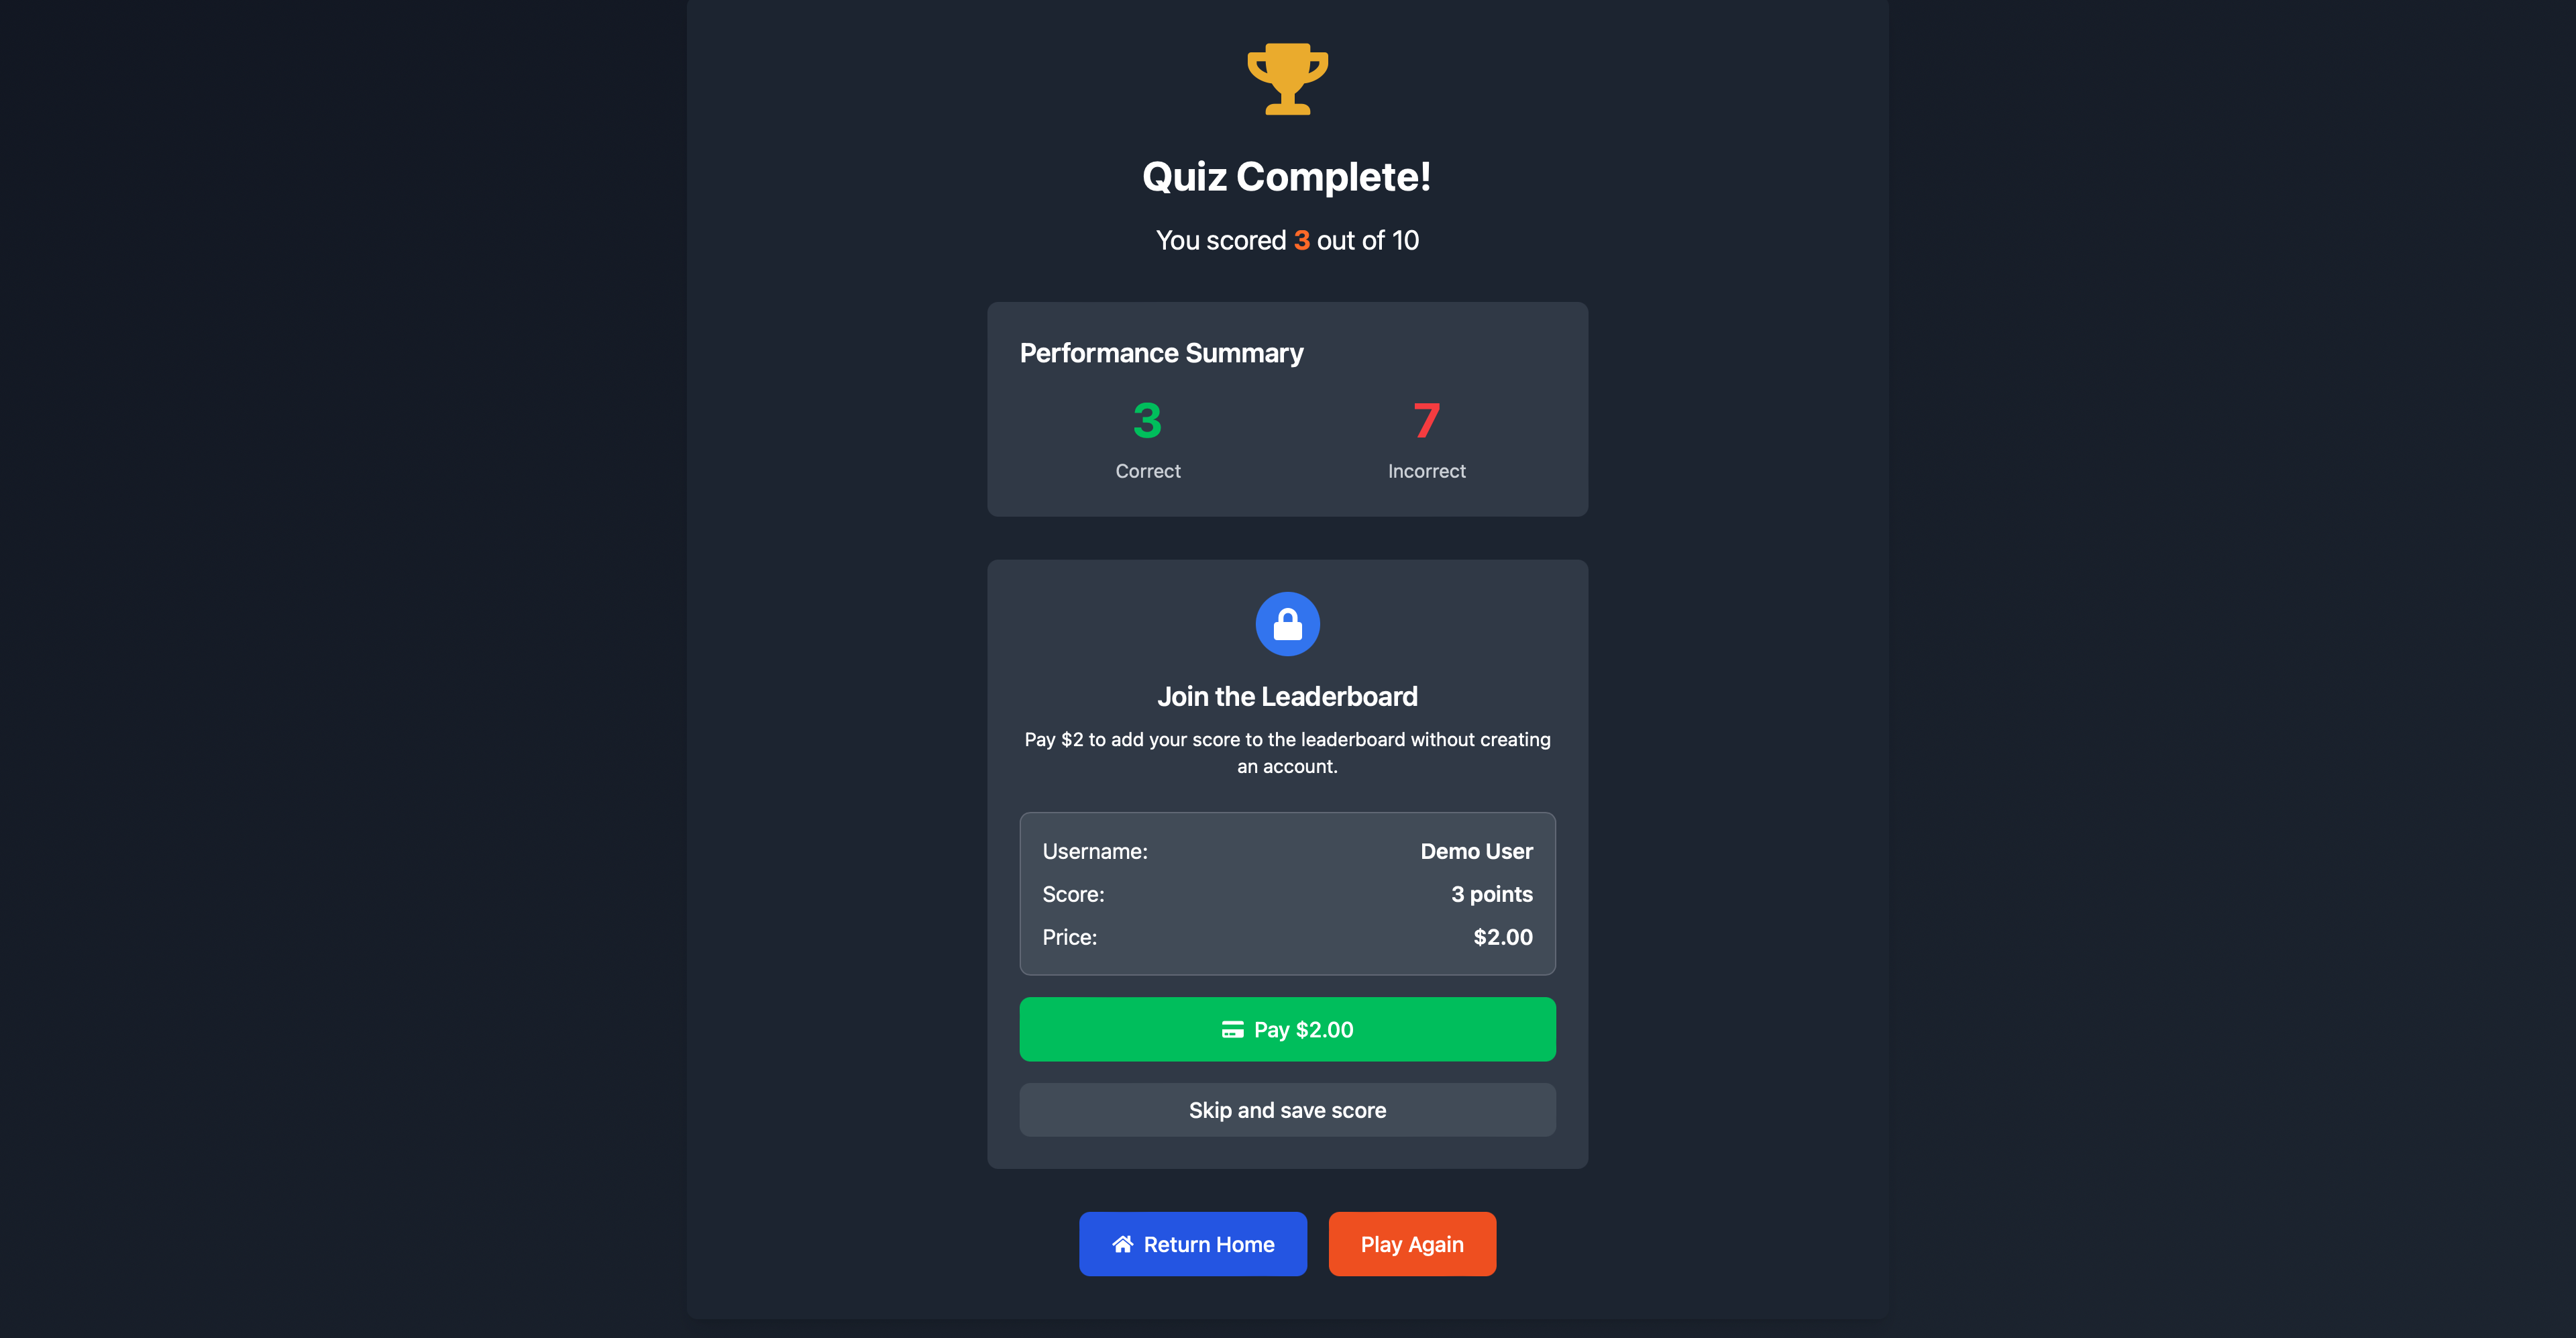 Quiz Complete!
You scored 3 out of 10
Performance Summary
3
Correct
7
Incorrect
Join the Leaderboard
Pay $2 to add your score to the leaderboard without creating
an account.
Username: Demo User
Score: 3 points
Price: $2.00
Pay $2.00
Skip and save score
Return Home
Play Again